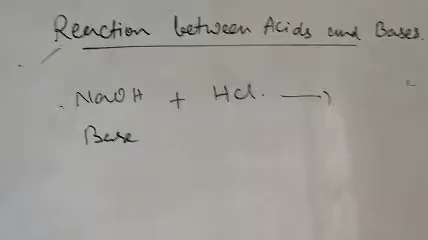 Reaction between Acids and Bases.
NaOH + HCl. ⟶
Base